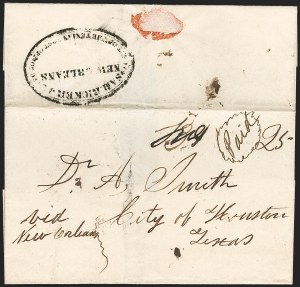 NEW ORLEANS
Paid
25
Dr A Smith
City of Houston
Texas
via
New Orleans